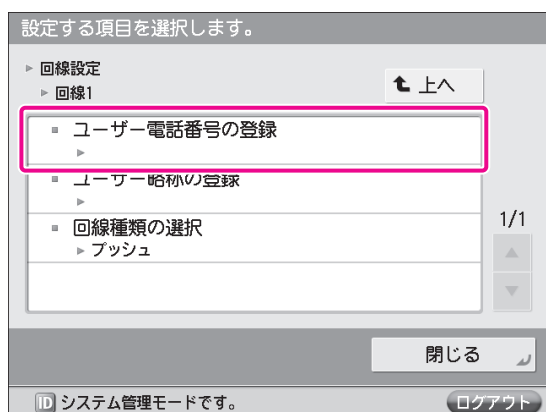 設定する項目を選択します。
回線設定
回線1
上へ
ユーザー電話番号の登録
ユーザー略称の登録
回線種類の選択
プッシュ
1/1
閉じる
ID システム管理モードです。
ログアウト